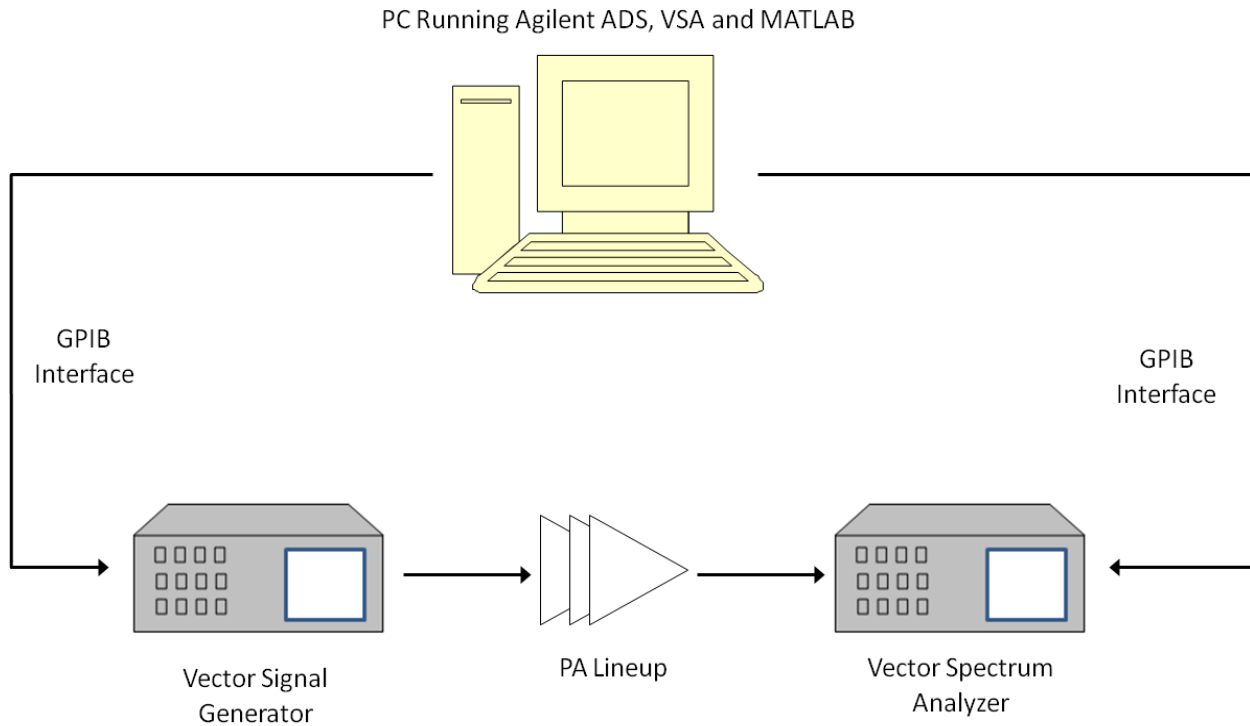 PC Running Agilent ADS, VSA and MATLAB
GPIB
Interface
GPIB
Interface
Vector Signal
Generator
PA Lineup
Vector Spectrum
Analyzer